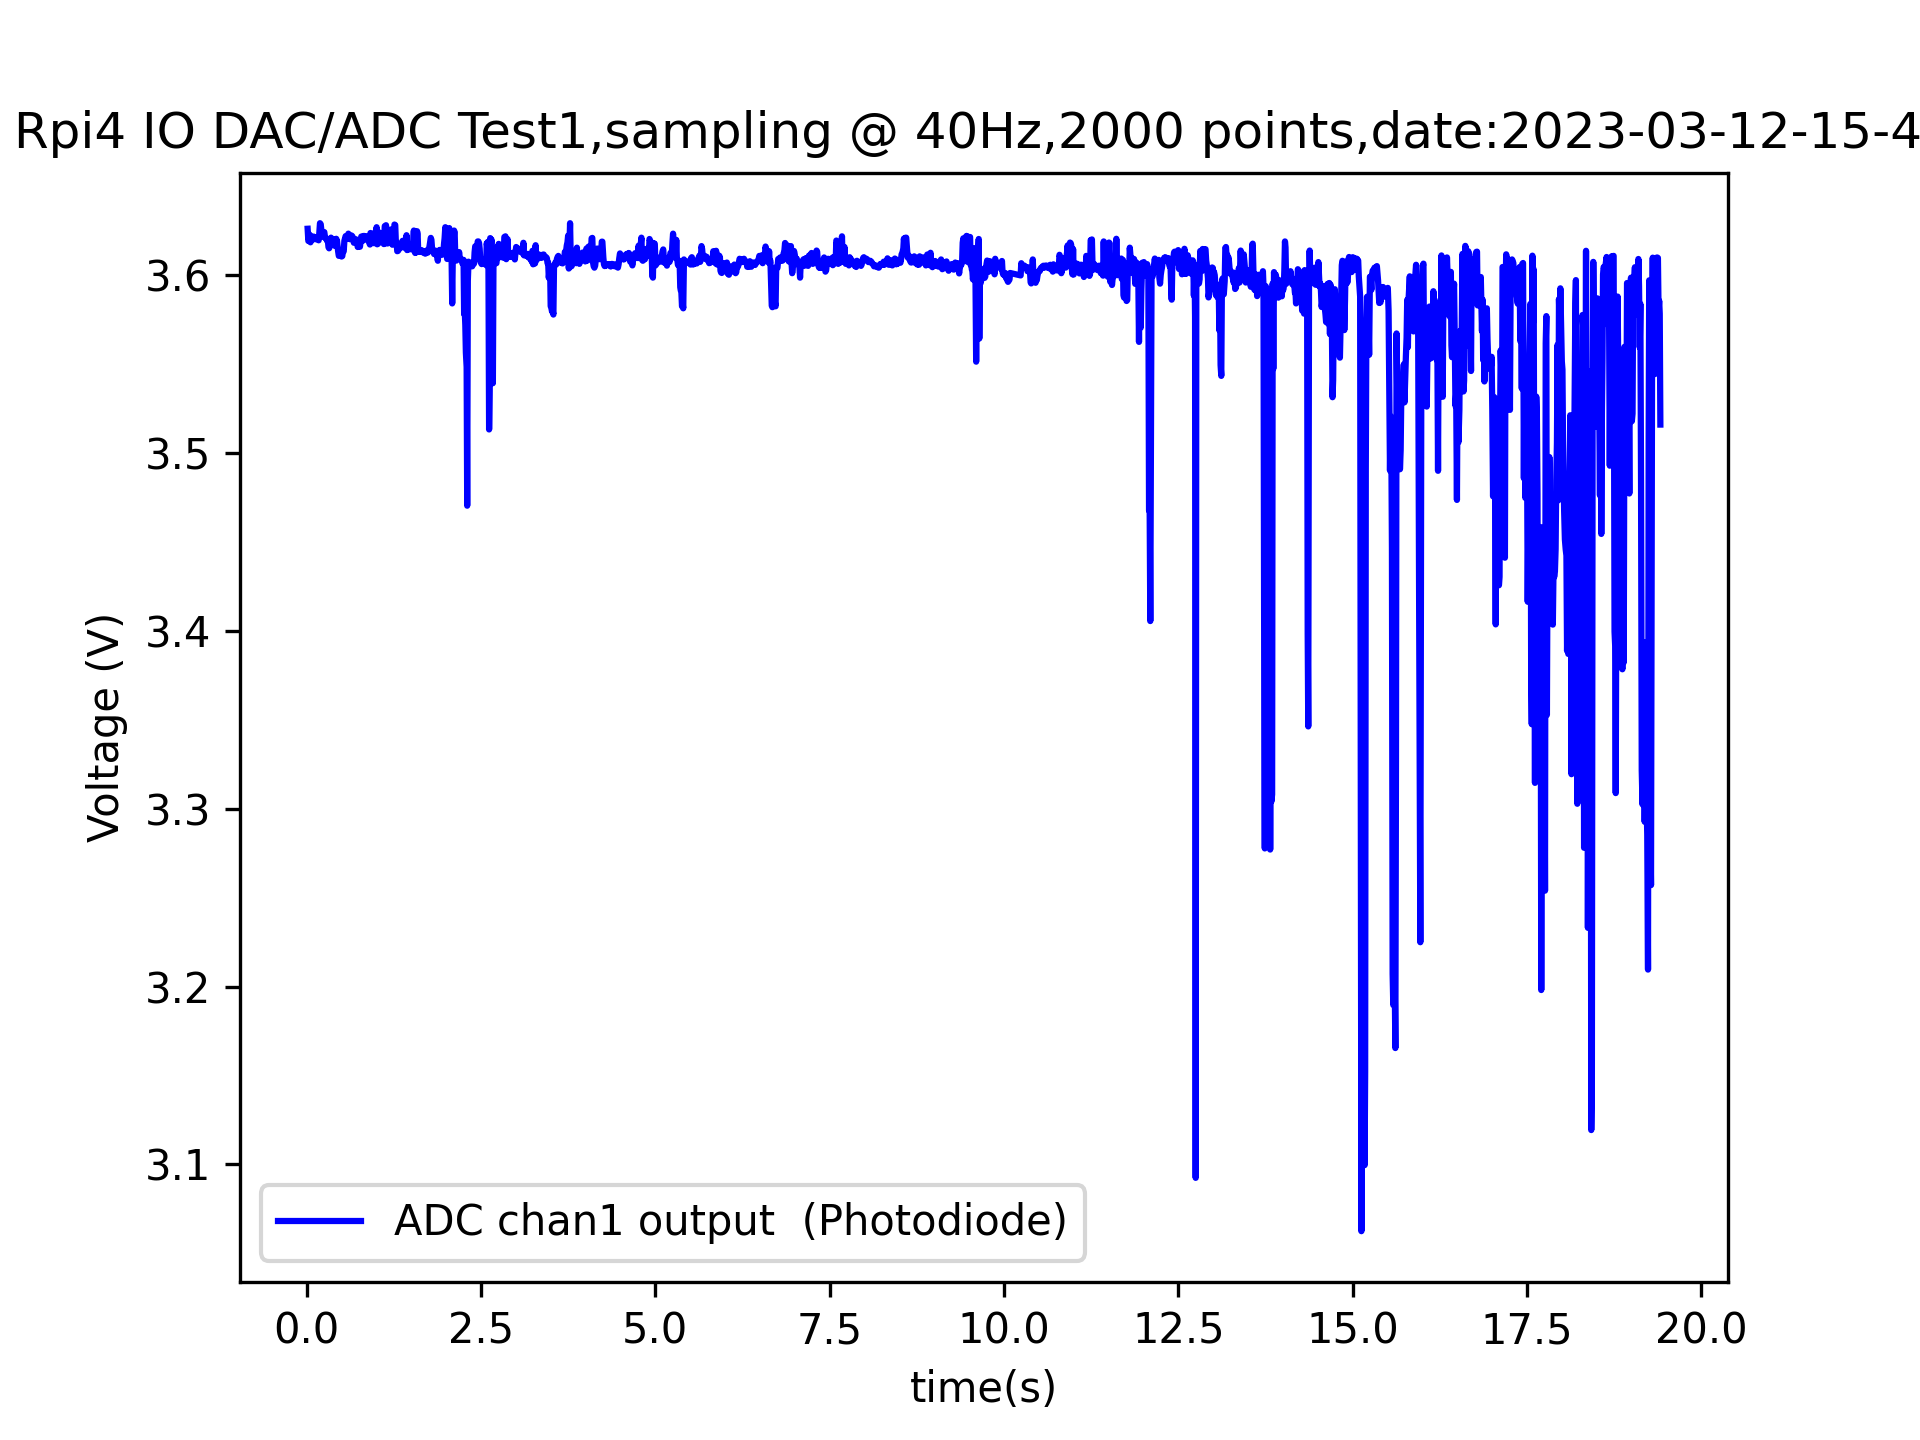 Rpi4 IO DAC/ADC Test1,sampling @ 40Hz,2000 points,date:2023-03-12-15-4
3.6
3.5
3.4
3.3
3.2
3.1
Voltage (V)
ADC chan1 output  (Photodiode)
0.0 2.5 5.0 7.5 10.0 12.5 15.0 17.5 20.0
time(s)